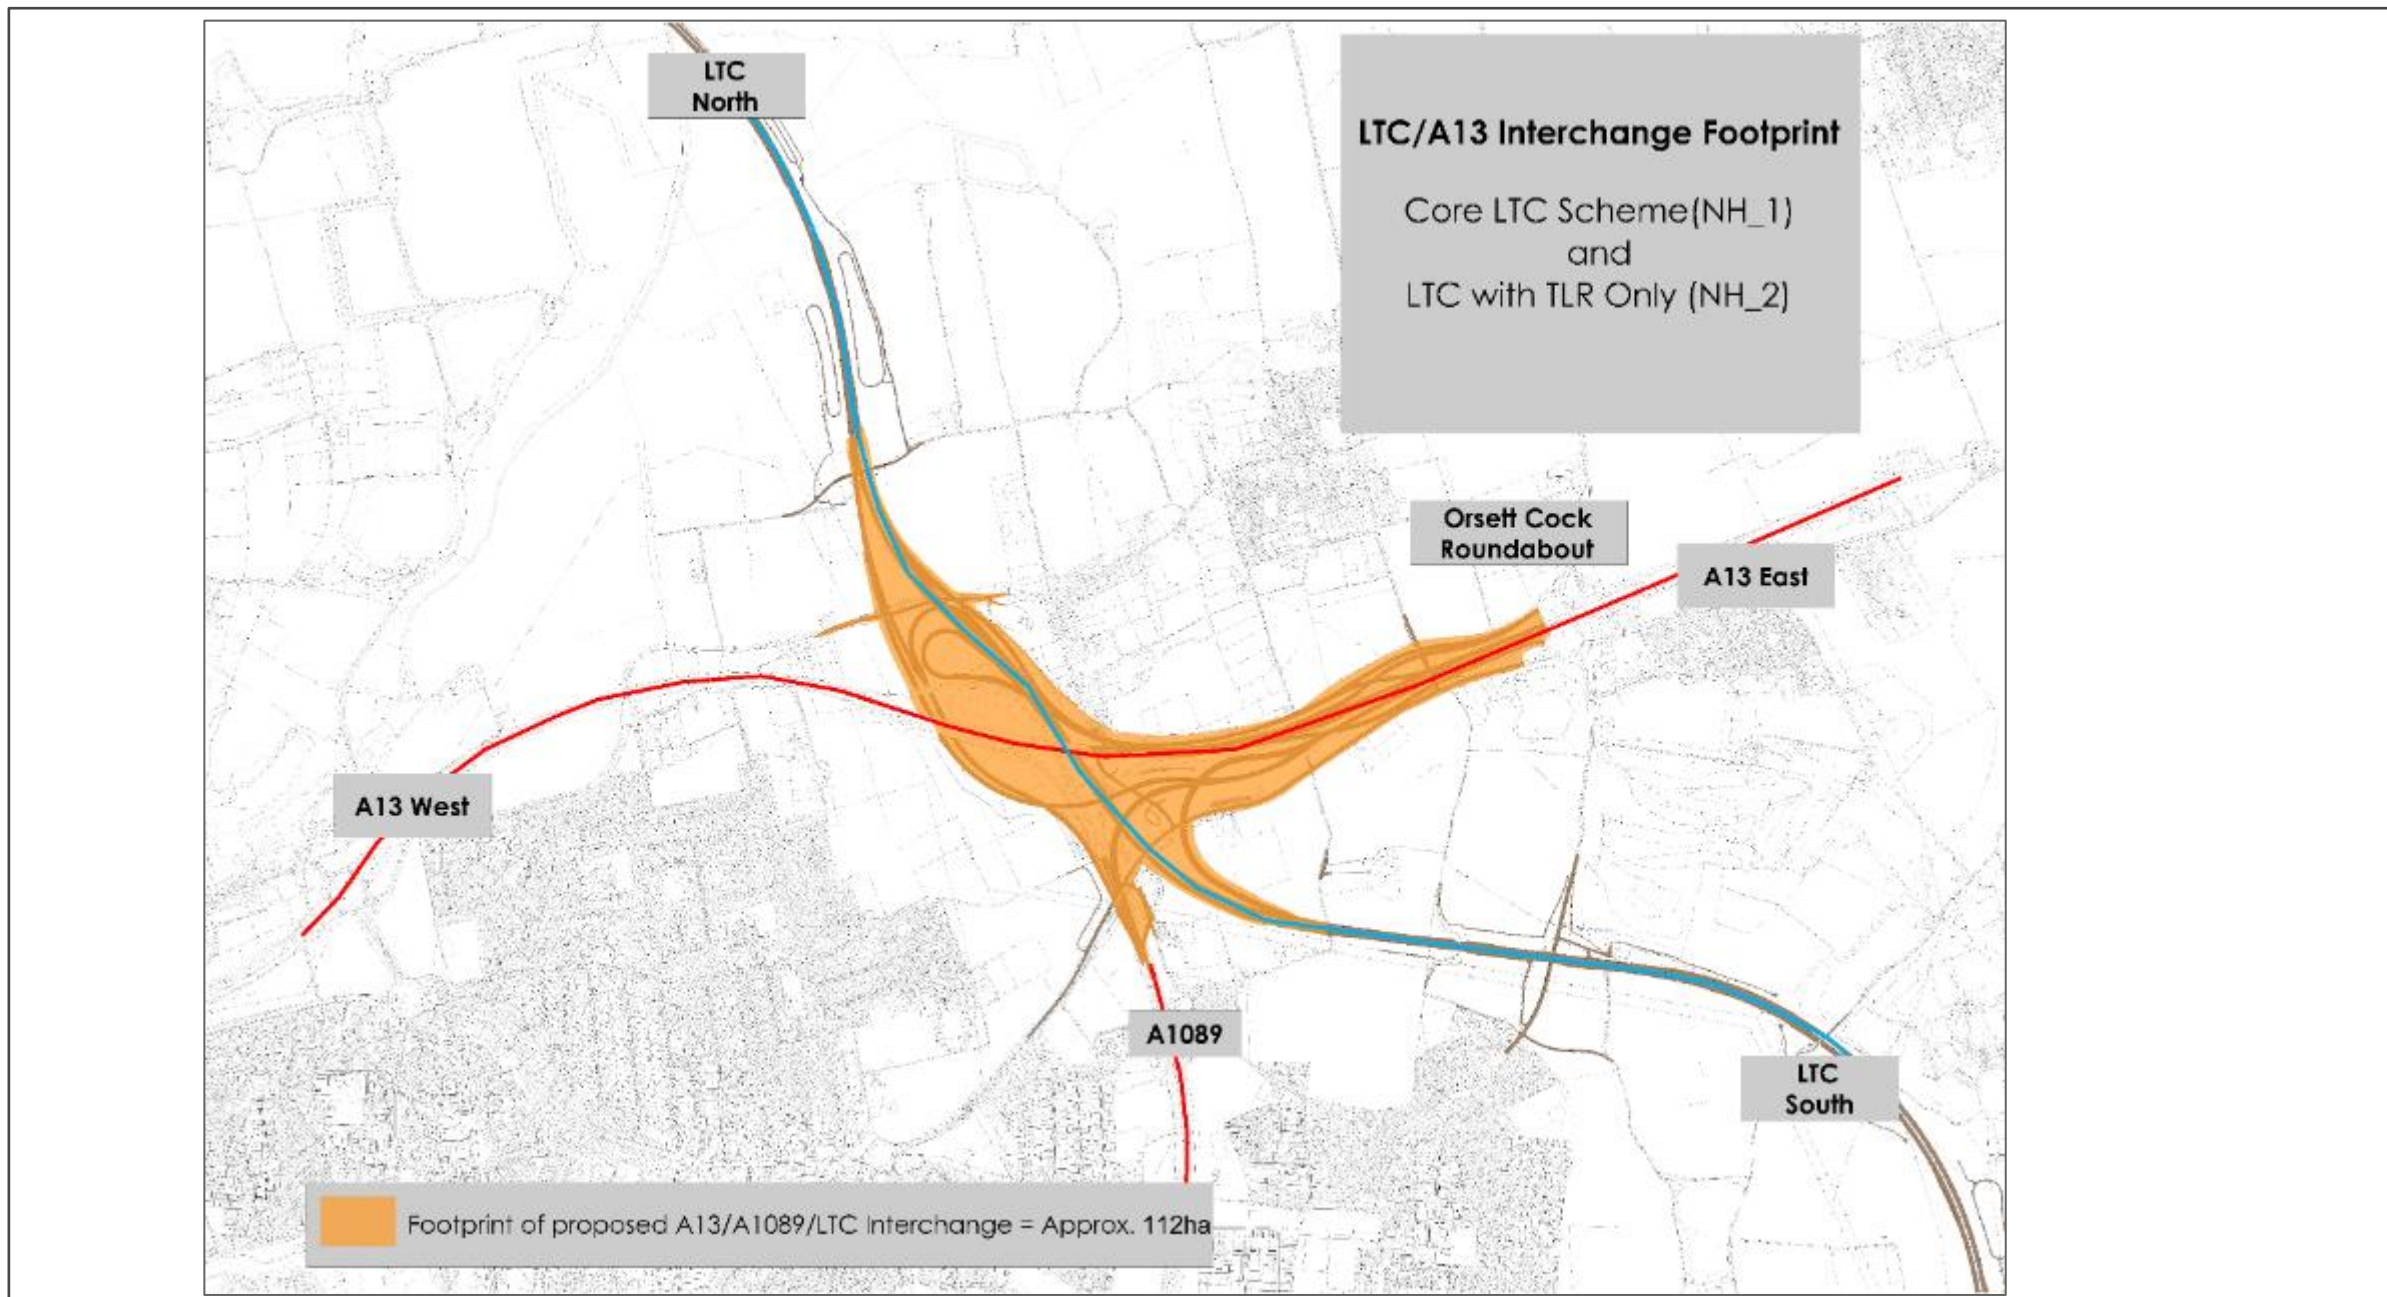 LTC
North
LTC/A13 Interchange Footprint
Core LTC Scheme(NH_1)
and
LTC with TLR Only (NH_2)
Orsett Cock
Roundabout
A13 East
A13 West
A1089
LTC
South
Footprint of proposed A13/A1089/LTC Interchange = Approx. 112ha